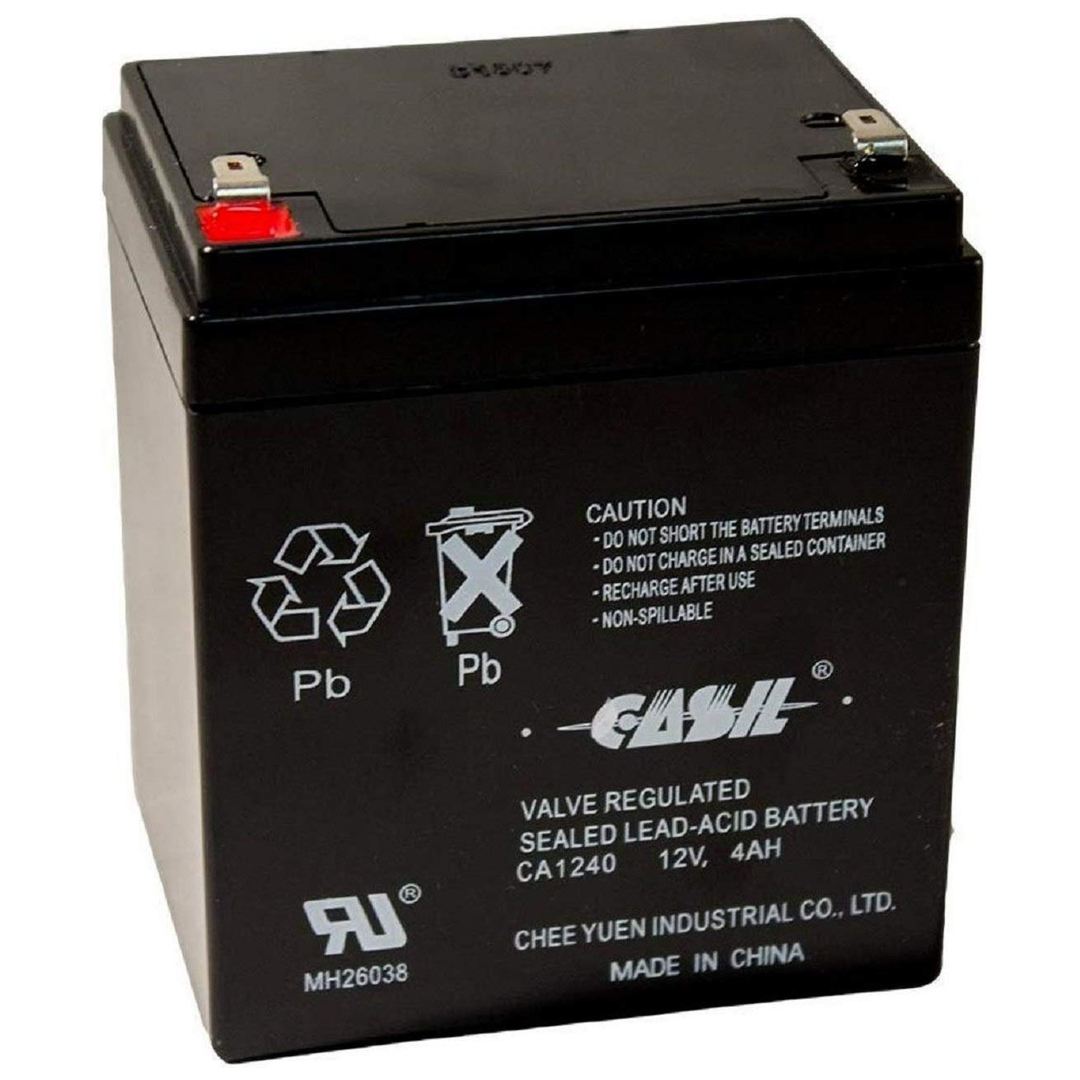 CAUTION
- DO NOT SHORT THE BATTERY TERMINALS
- DO NOT CHARGE IN A SEALED CONTAINER
- RECHARGE AFTER USE
- NON-SPILLABLE
Pb
Pb
CASIL®
VALVE REGULATED
SEALED LEAD-ACID BATTERY
CA1240 12V, 4AH
RU®
MH26038
CHEE YUEN INDUSTRIAL CO., LTD.
MADE IN CHINA